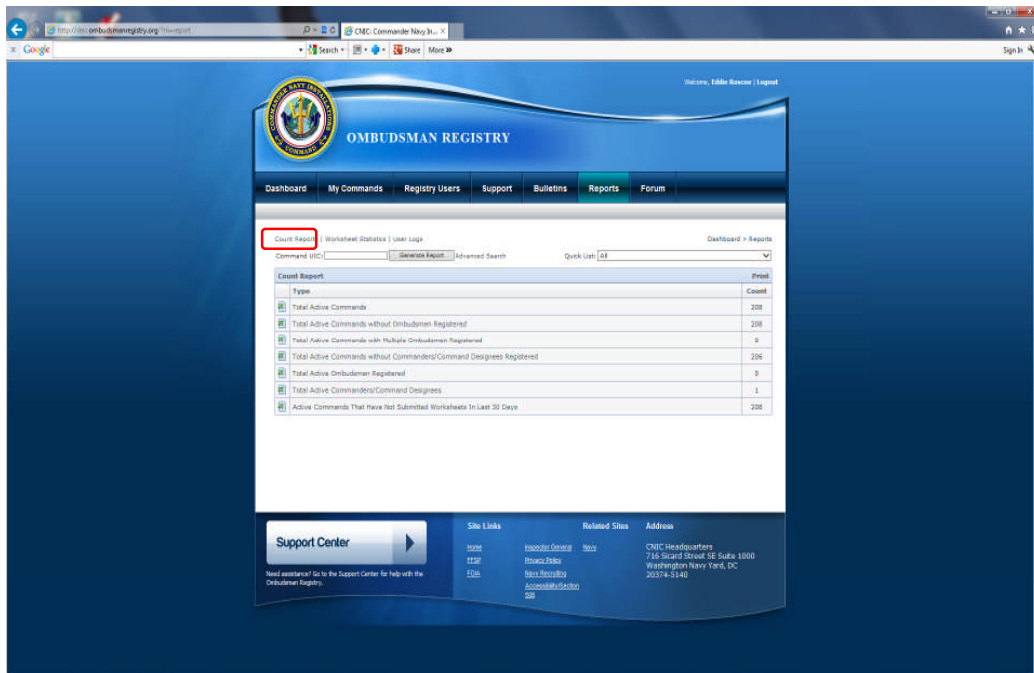 CNIC: Commander Navy In...
Google
Search
Share
More
Sign In
Welcome, Eddie Roscoe | Logout
COMMANDER NAVY INSTALLATIONS COMMAND
OMBUDSMAN REGISTRY
Dashboard My Commands Registry Users Support Bulletins Reports Forum
Count Report | Worksheet Statistics | User Logs
Dashboard > Reports
Command UIC: Generate Report Advanced Search Quick List: All
Count Report Print
Type Count
Total Active Commands 208
Total Active Commands without Ombudsmen Registered 208
Total Active Commands with Multiple Ombudsmen Registered 0
Total Active Commands without Commanders/Command Designees Registered 206
Total Active Ombudsmen Registered 0
Total Active Commanders/Command Designees 1
Active Commands That Have Not Submitted Worksheets In Last 30 Days 208
Support Center
Need assistance? Go to the Support Center for help with the
Ombudsman Registry.
Site Links
Home
FFSP
FOIA
Inspector General
Privacy Policy
Navy Recruiting
Accessibility/Section
508
Related Sites
Navy
Address
CNIC Headquarters
716 Sicard Street SE Suite 1000
Washington Navy Yard, DC
20374-5140